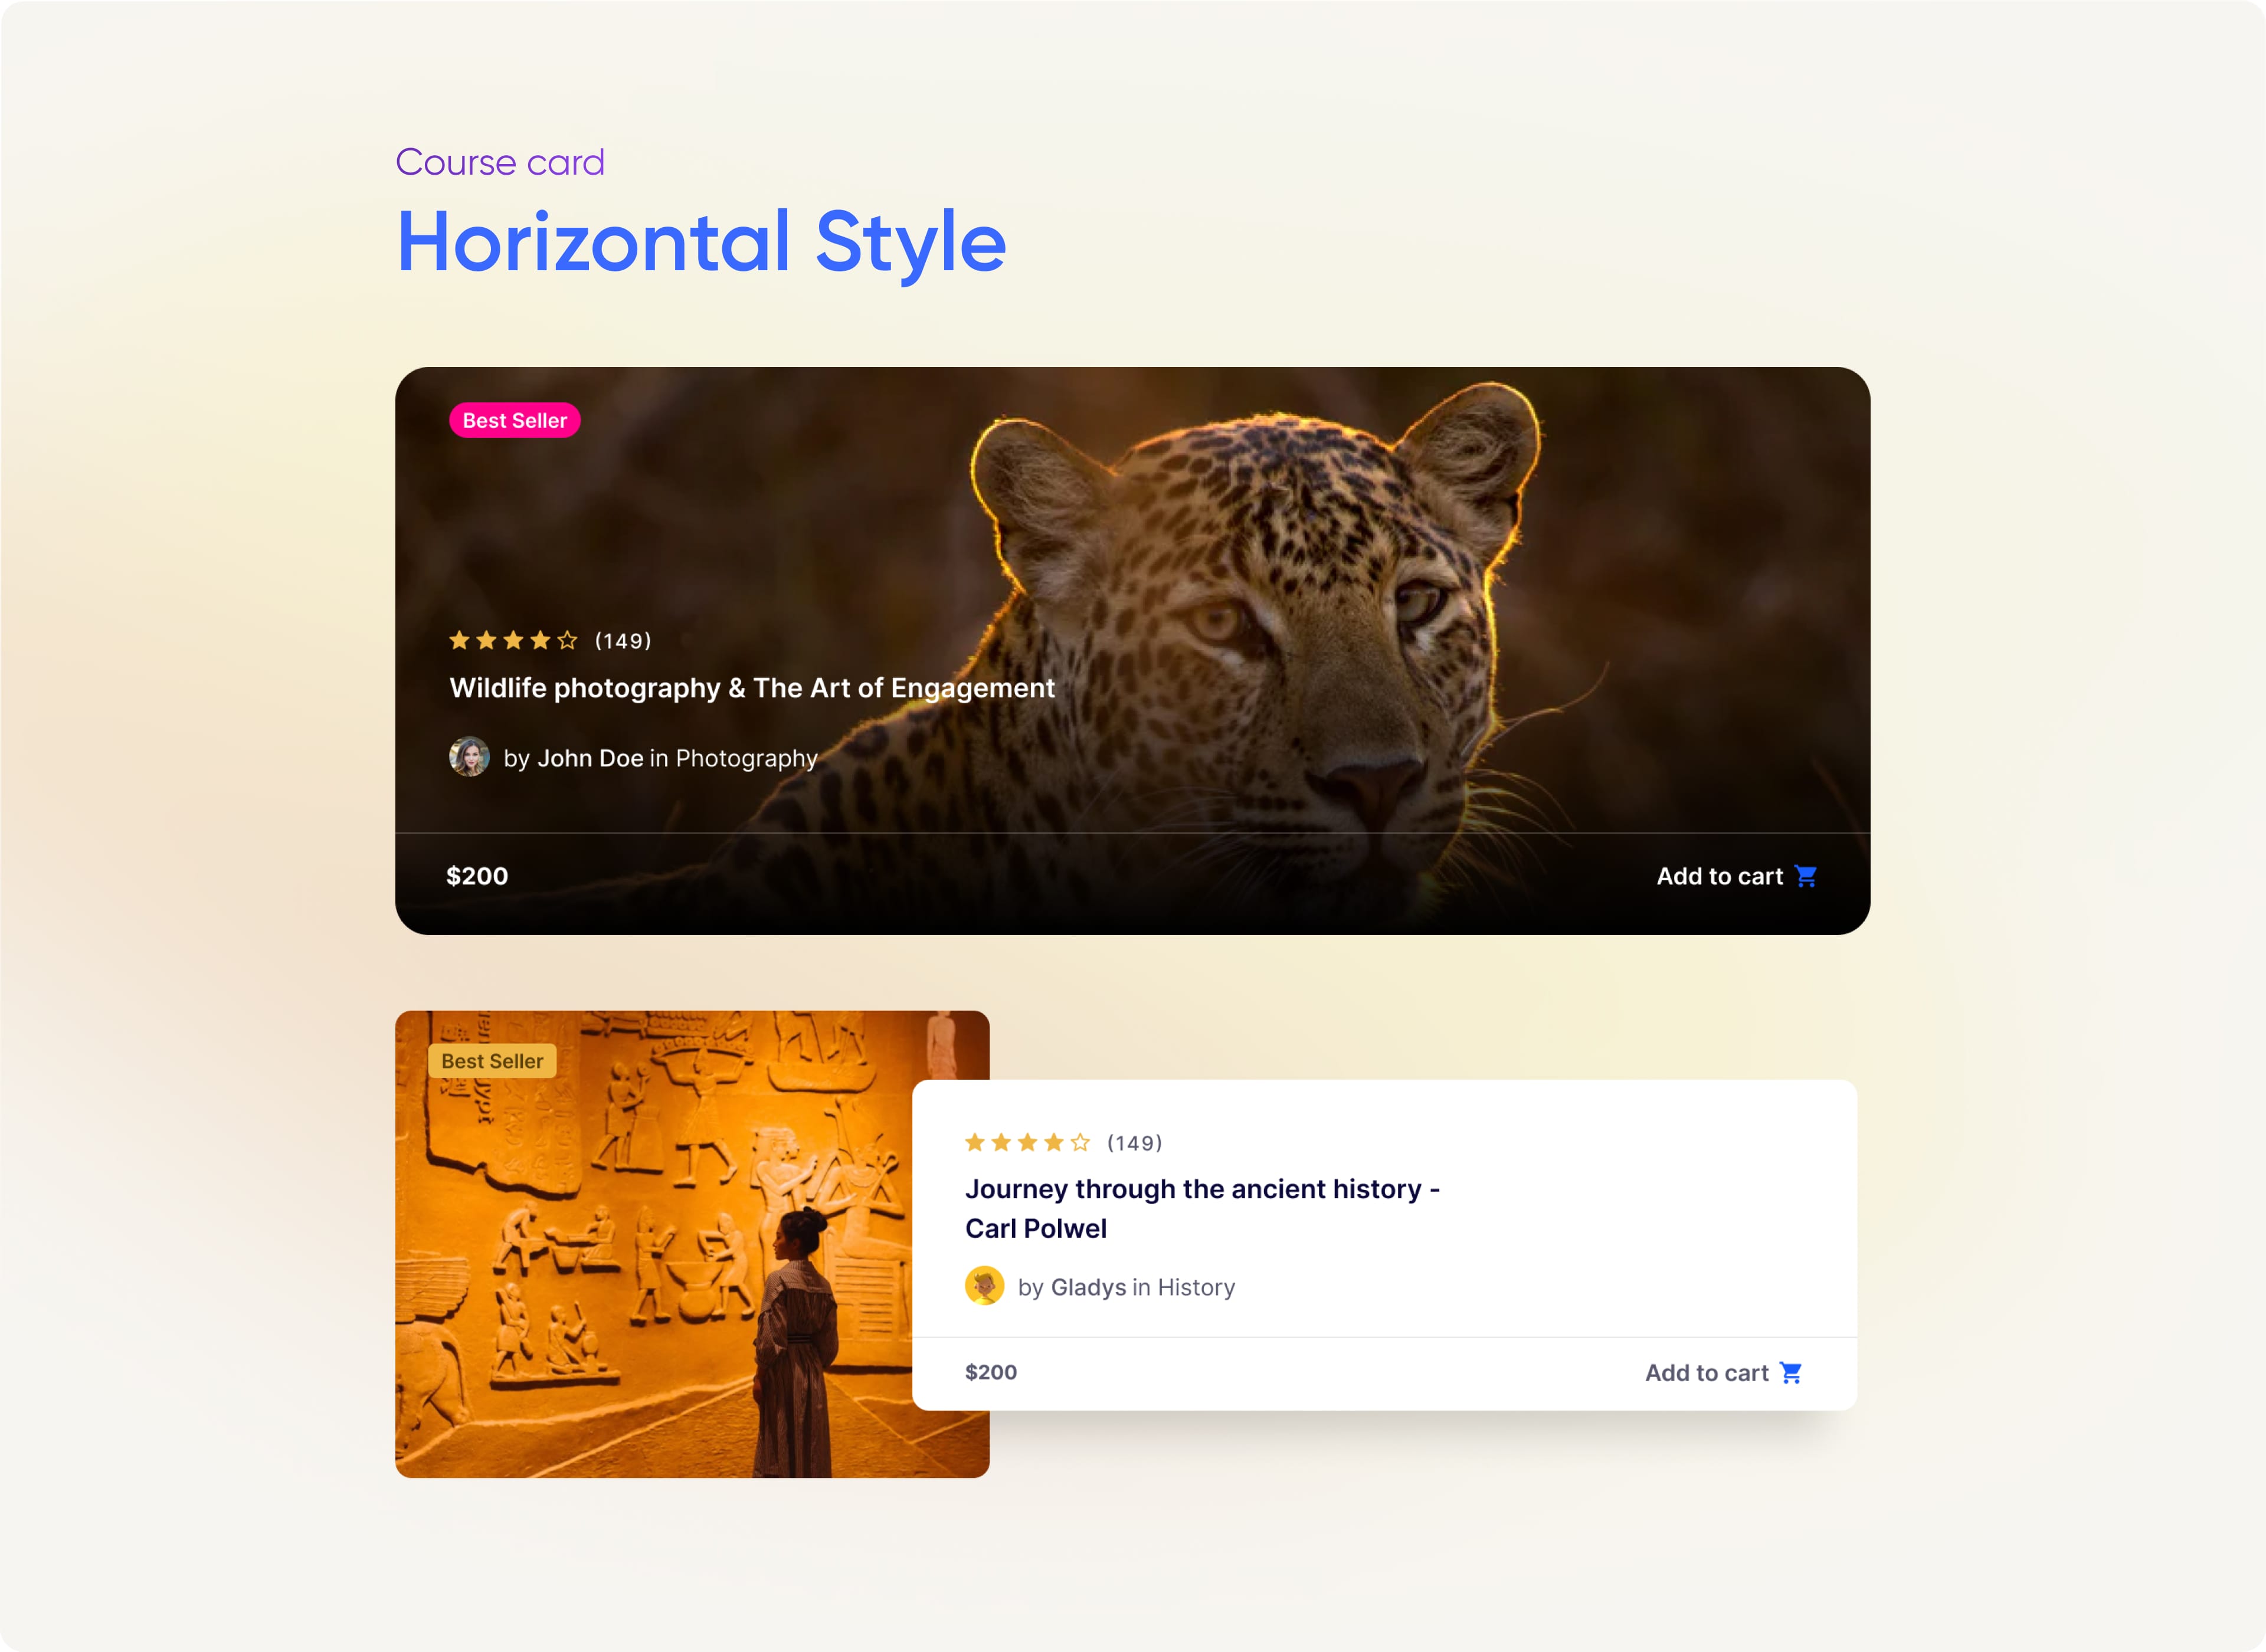 Course card
Horizontal Style
Best Seller
(149)
Wildlife photography & The Art of Engagement
by John Doe in Photography
$200
Add to cart
Best Seller
(149)
Journey through the ancient history -
Carl Polwel
by Gladys in History
$200
Add to cart